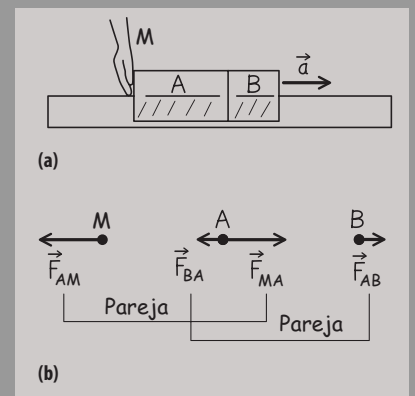 M
A B a
(a)
M A B
F_AM F_BA F_MA F_AB
Pareja
Pareja
(b)